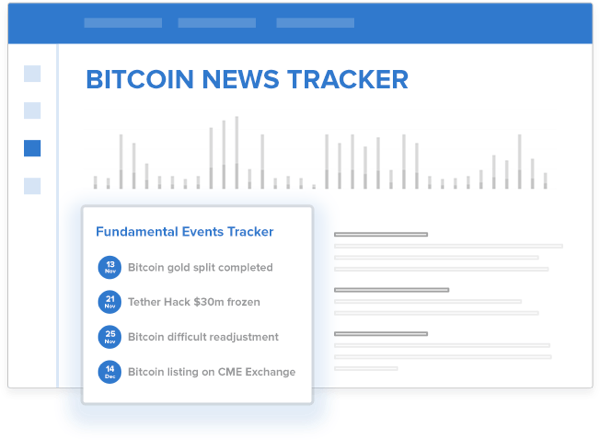 BITCOIN NEWS TRACKER
Fundamental Events Tracker
13 Nov Bitcoin gold split completed
21 Nov Tether Hack $30m frozen
25 Nov Bitcoin difficult readjustment
14 Dec Bitcoin listing on CME Exchange